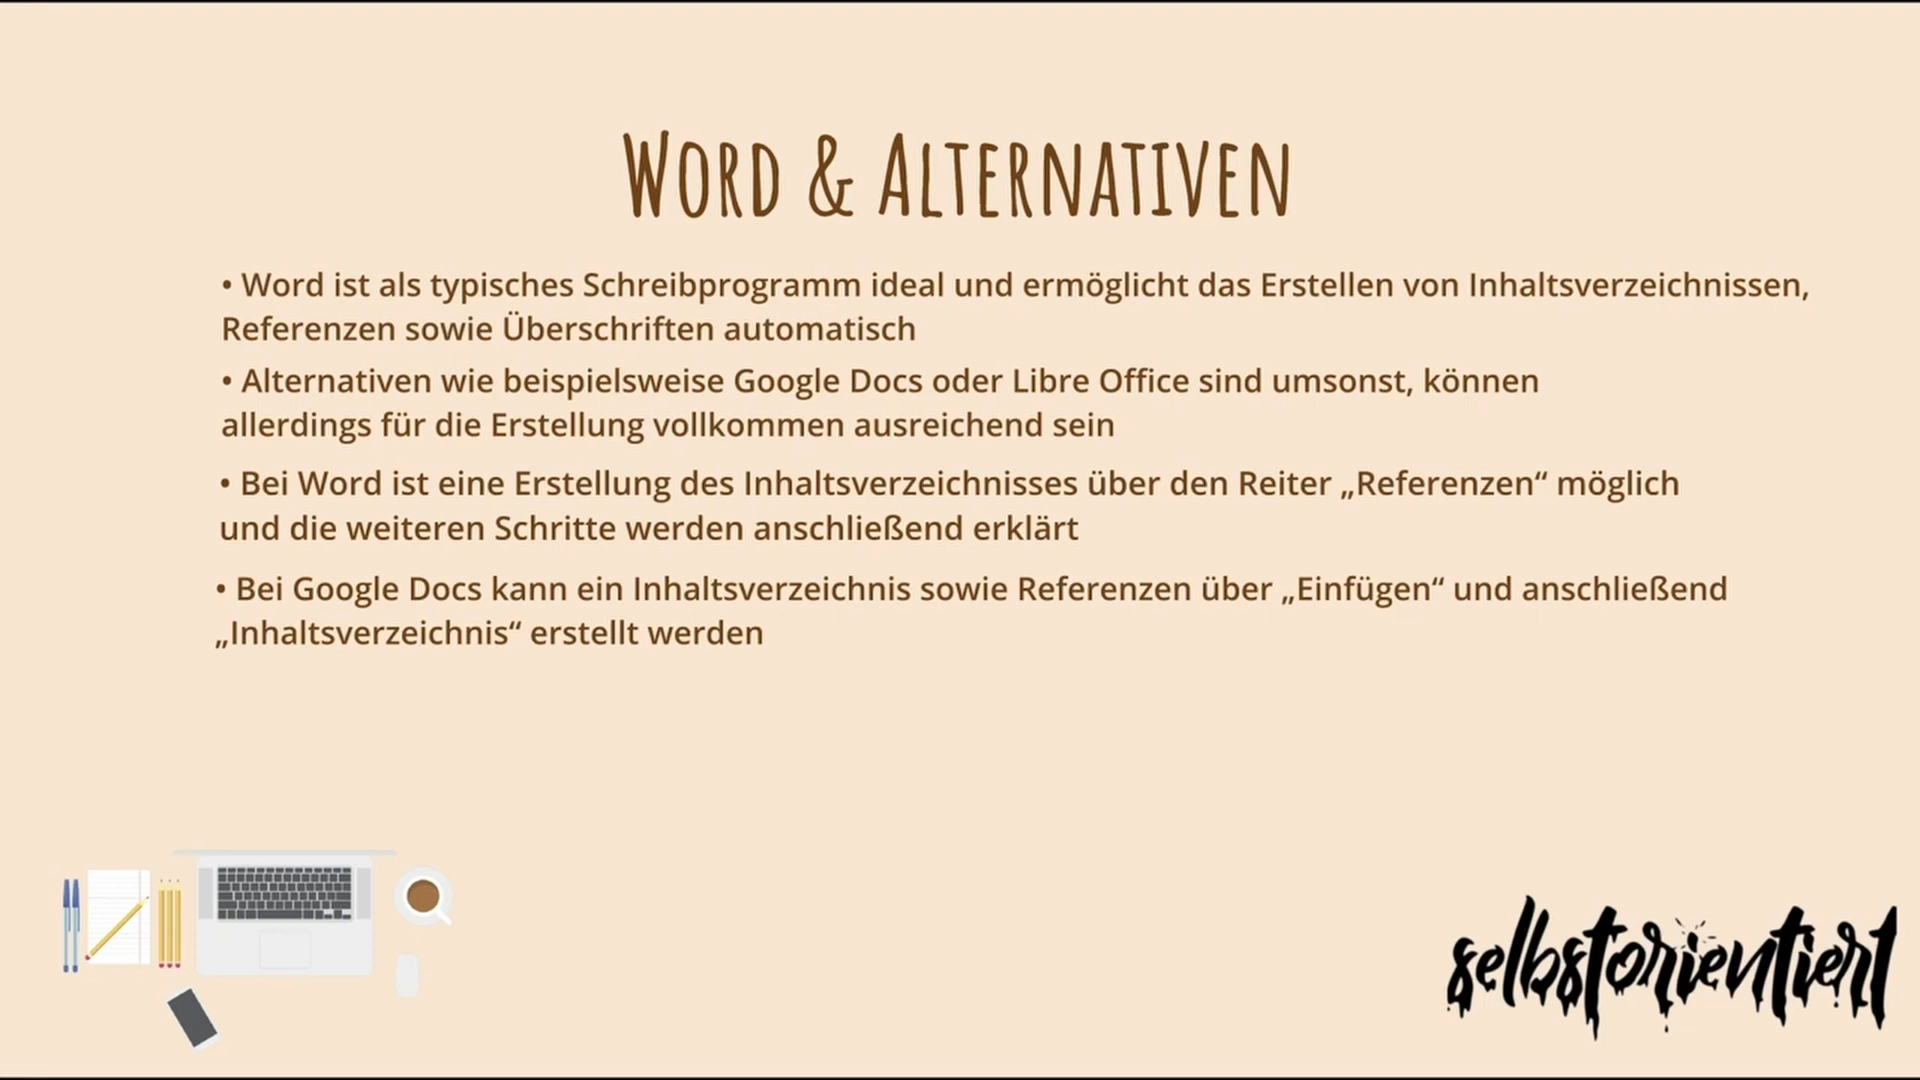 WORD & ALTERNATIVEN
• Word ist als typisches Schreibprogramm ideal und ermöglicht das Erstellen von Inhaltsverzeichnissen,
Referenzen sowie Überschriften automatisch
• Alternativen wie beispielsweise Google Docs oder Libre Office sind umsonst, können
allerdings für die Erstellung vollkommen ausreichend sein
• Bei Word ist eine Erstellung des Inhaltsverzeichnisses über den Reiter „Referenzen“ möglich
und die weiteren Schritte werden anschließend erklärt
• Bei Google Docs kann ein Inhaltsverzeichnis sowie Referenzen über „Einfügen“ und anschließend
„Inhaltsverzeichnis“ erstellt werden
selbstorientiert